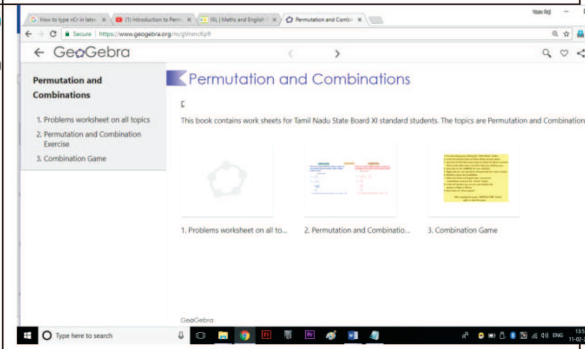 How to type nCr in latex
(1) Introduction to Perm
ISL | Maths and English
Permutation and Combi
Secure | https://www.geogebra.org/m/
GeoGebra
Permutation and
Combinations
1. Problems worksheet on all topics
2. Permutation and Combination
Exercise
3. Combination Game
Permutation and Combinations
This book contains work sheets for Tamil Nadu State Board XI standard students. The topics are Permutation and Combination
1. Problems worksheet on all to...
2. Permutation and Combinatio...
3. Combination Game
GeoGebra
Type here to search
ENG